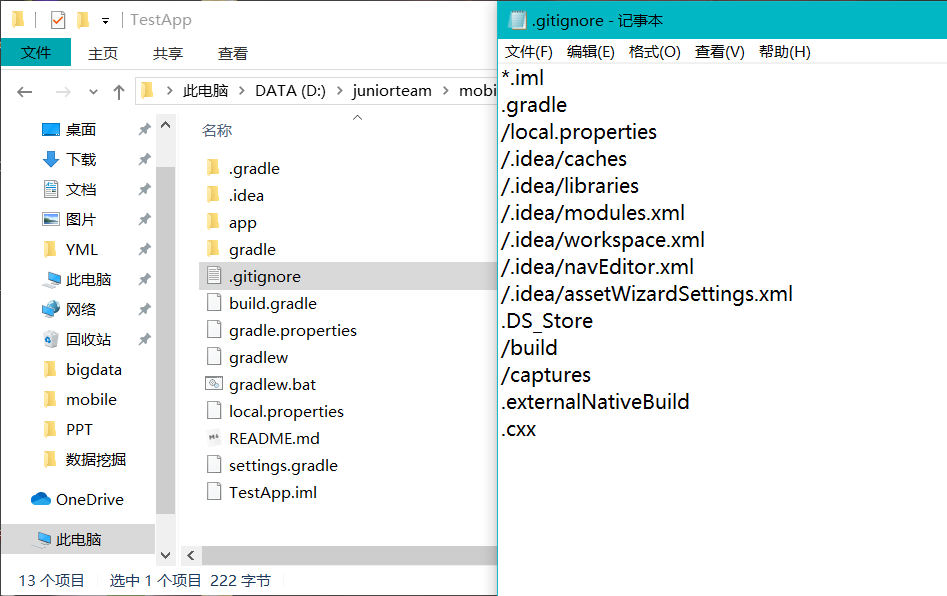 TestApp
文件
主页
共享
查看
此电脑 > DATA (D:) > juniorteam > mobi
桌面
下载
文档
图片
YML
此电脑
网络
回收站
bigdata
mobile
PPT
数据挖掘
OneDrive
此电脑
名称
.gradle
.idea
app
gradle
.gitignore
build.gradle
gradle.properties
gradlew
gradlew.bat
local.properties
README.md
settings.gradle
TestApp.iml
13 个项目 选中 1 个项目 222 字节
.gitignore - 记事本
文件(F) 编辑(E) 格式(O) 查看(V) 帮助(H)
*.iml
.gradle
/local.properties
/.idea/caches
/.idea/libraries
/.idea/modules.xml
/.idea/workspace.xml
/.idea/navEditor.xml
/.idea/assetWizardSettings.xml
.DS_Store
/build
/captures
.externalNativeBuild
.cxx